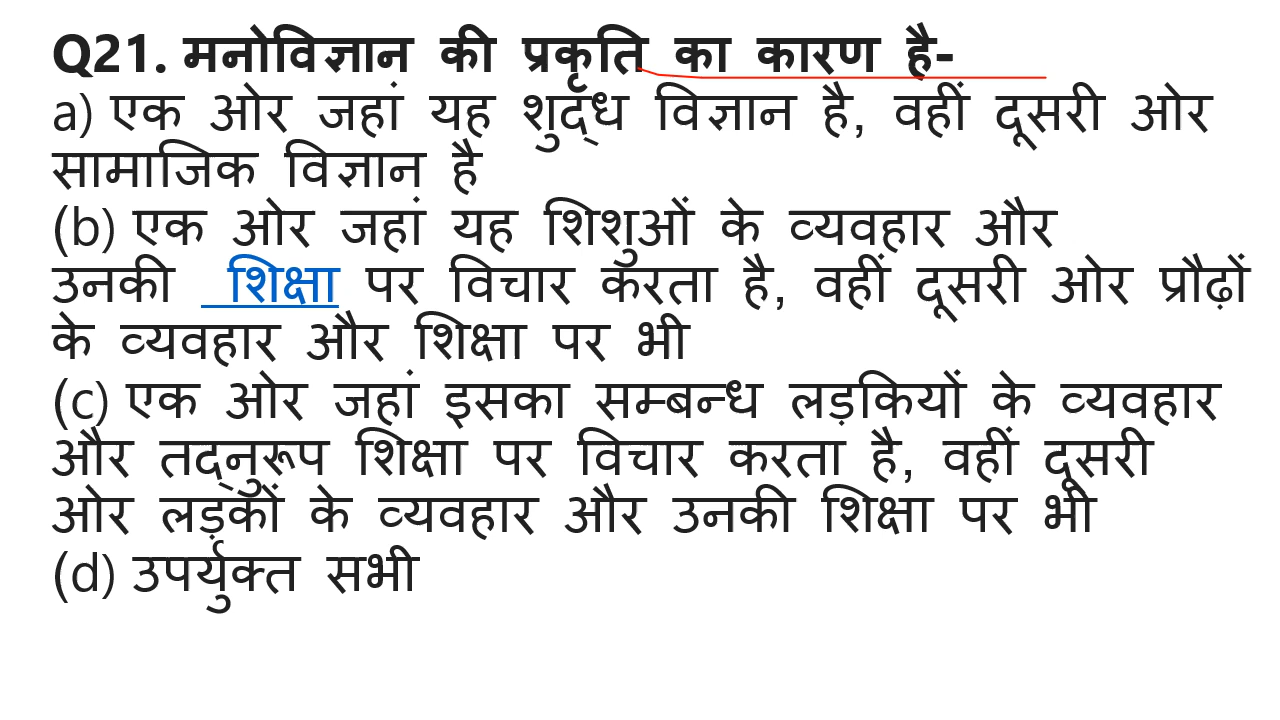 Q21. मनोविज्ञान की प्रकृति का कारण है-
a) एक ओर जहां यह शुद्ध विज्ञान है, वहीं दूसरी ओर
सामाजिक विज्ञान है
(b) एक ओर जहां यह शिशुओं के व्यवहार और
उनकी शिक्षा पर विचार करता है, वहीं दूसरी ओर प्रौढ़ों
के व्यवहार और शिक्षा पर भी
(c) एक ओर जहां इसका सम्बन्ध लड़कियों के व्यवहार
और तद्नुरूप शिक्षा पर विचार करता है, वहीं दूसरी
ओर लड़कों के व्यवहार और उनकी शिक्षा पर भी
(d) उपर्युक्त सभी